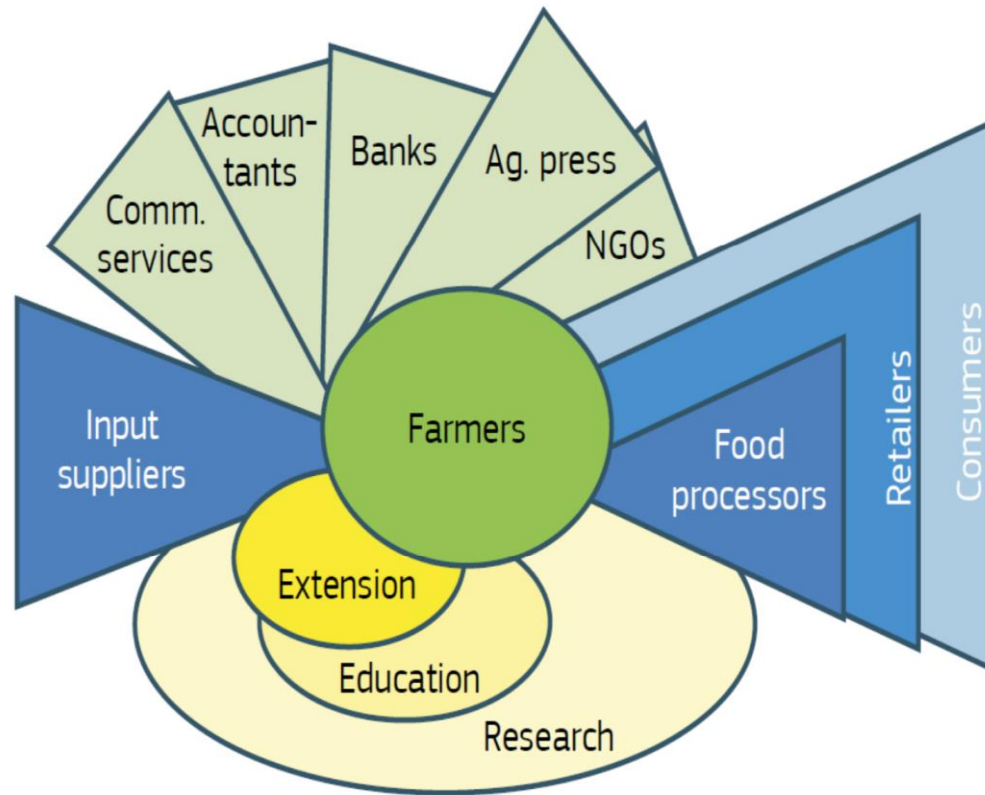 Accoun-
tants
Banks
Ag. press
Comm.
services
NGOs
Input
suppliers
Farmers
Food
processors
Retailers
Consumers
Extension
Education
Research